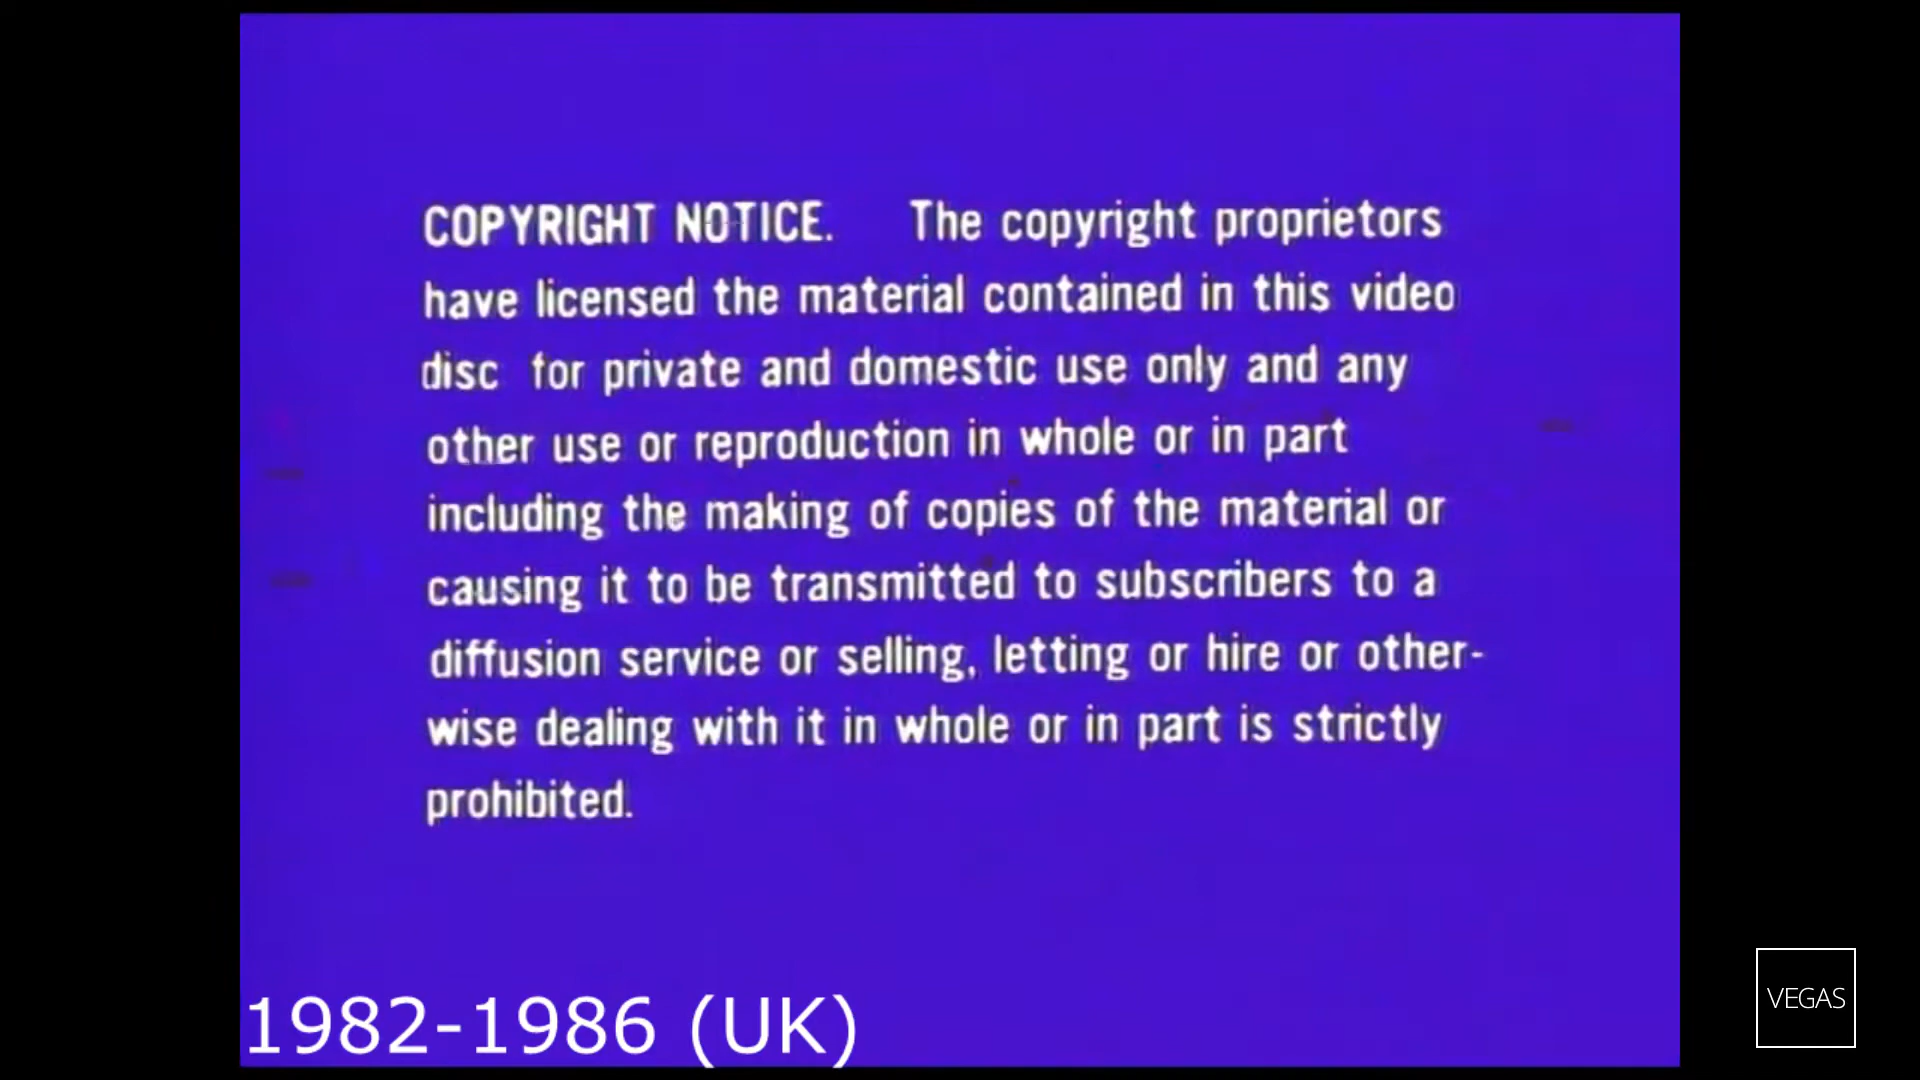 COPYRIGHT NOTICE. The copyright proprietors
have licensed the material contained in this video
disc for private and domestic use only and any
other use or reproduction in whole or in part
including the making of copies of the material or
causing it to be transmitted to subscribers to a
diffusion service or selling, letting or hire or other-
wise dealing with it in whole or in part is strictly
prohibited.
1982-1986 (UK)
VEGAS